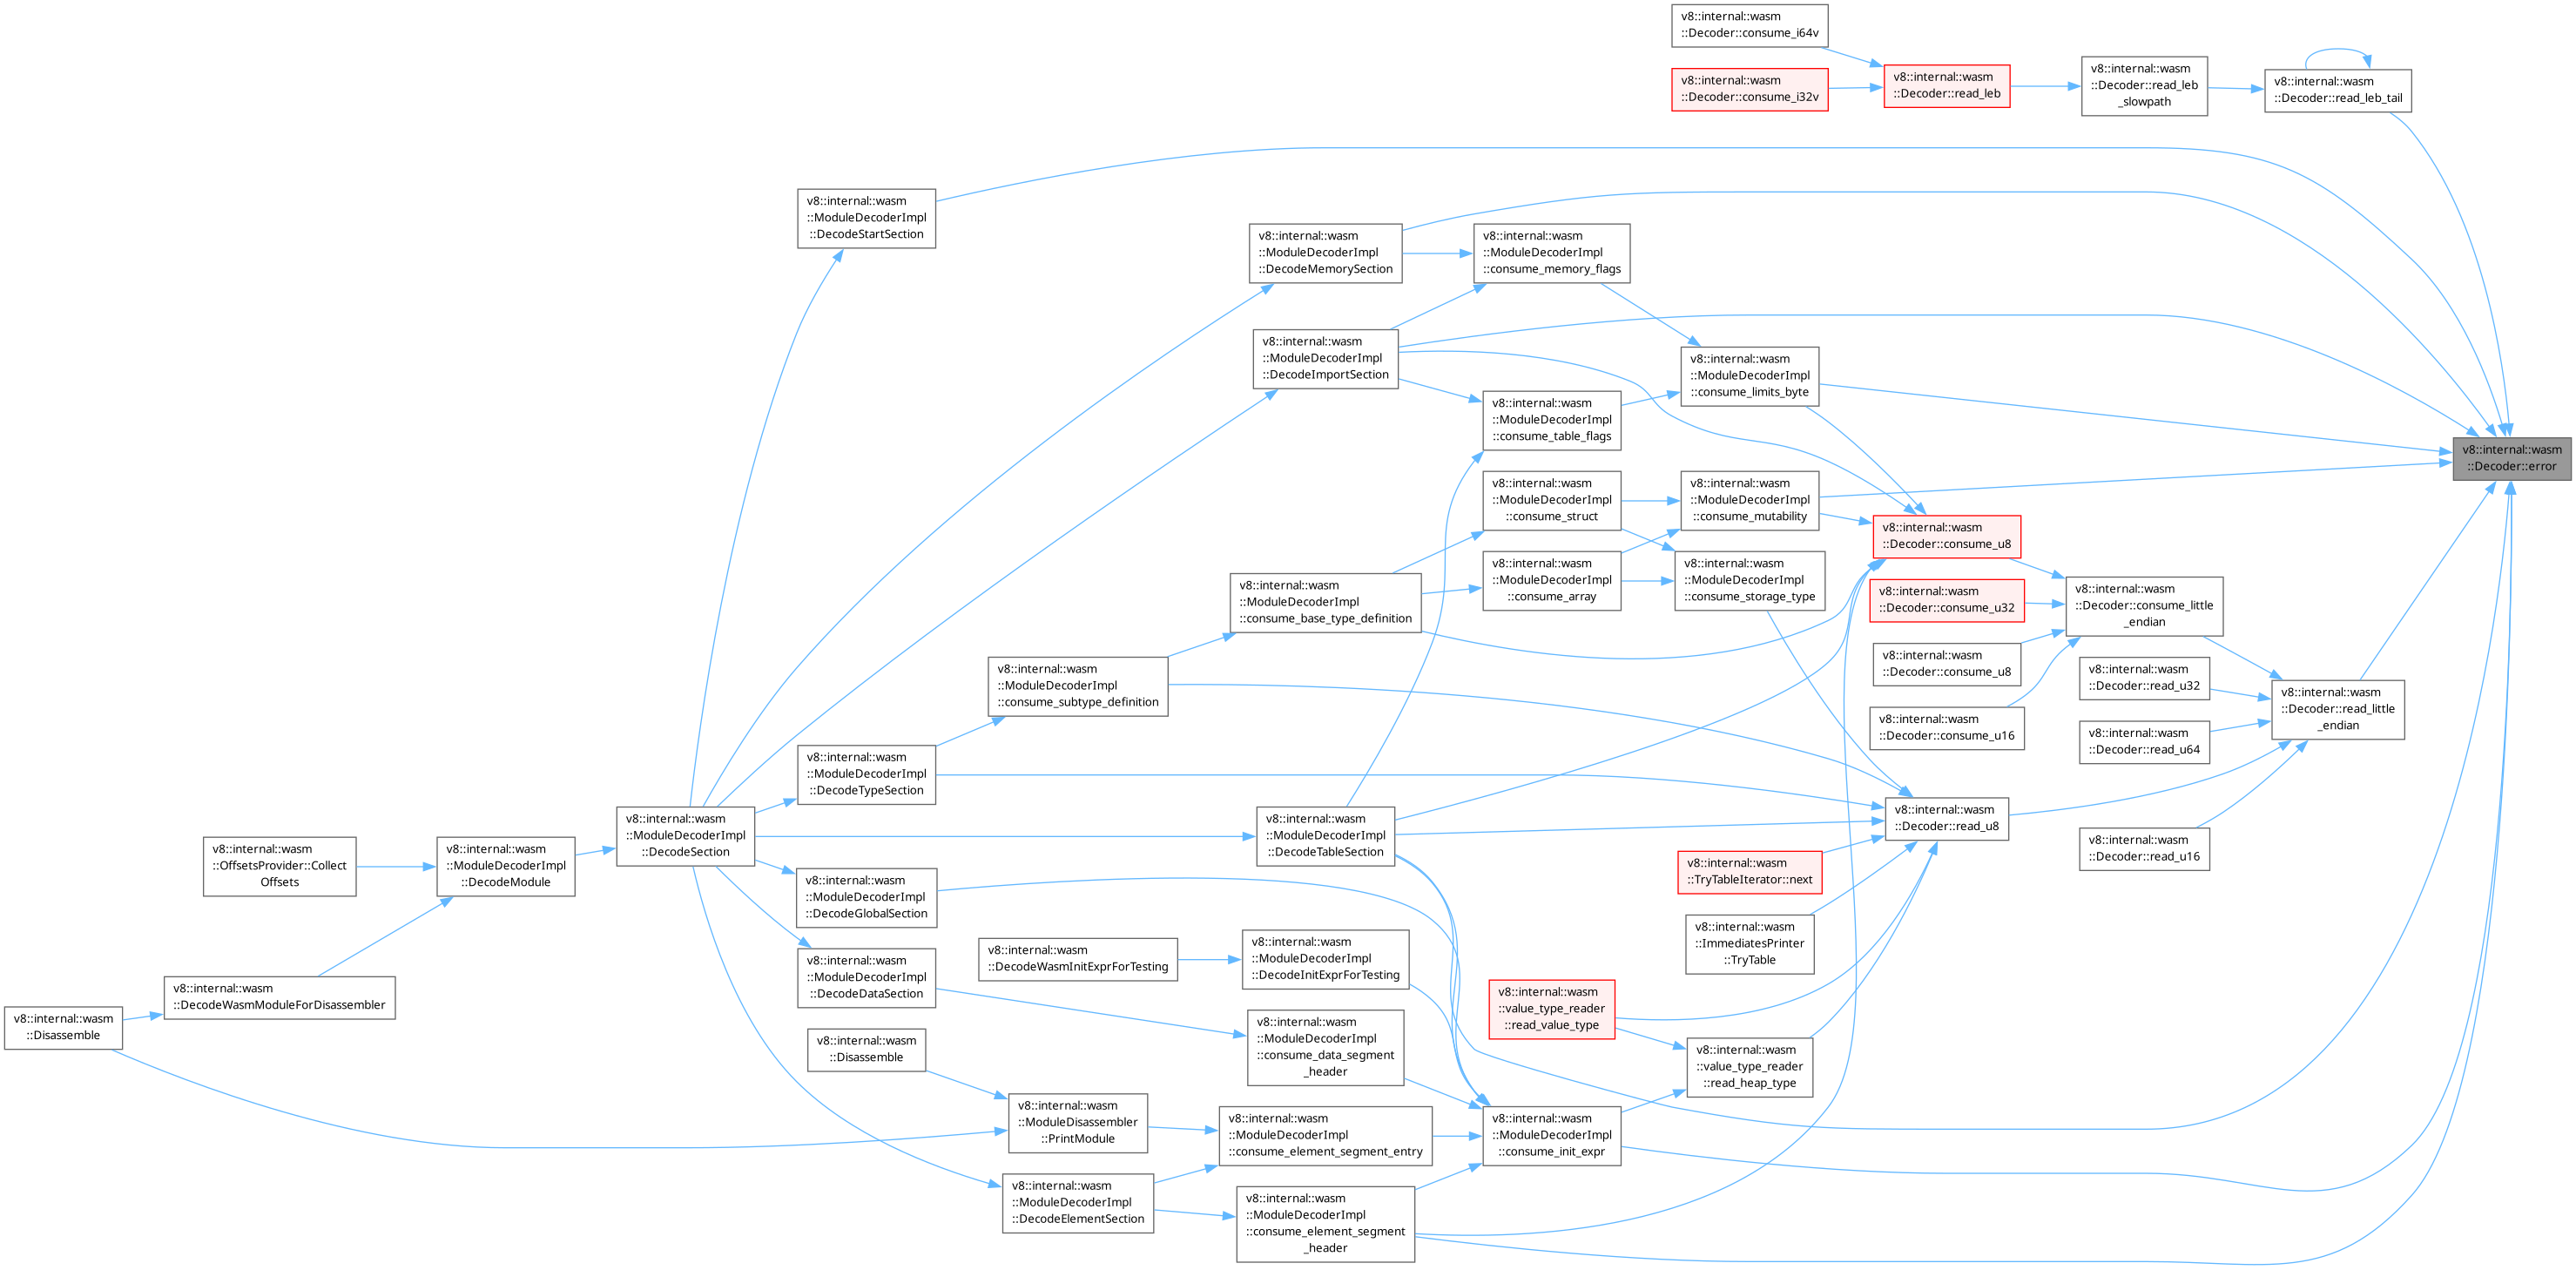 v8::internal::wasm
::Decoder::consume_i64v
v8::internal::wasm
::Decoder::consume_i32v
v8::internal::wasm
::Decoder::read_leb
v8::internal::wasm
::Decoder::read_leb
_slowpath
v8::internal::wasm
::Decoder::read_leb_tail
v8::internal::wasm
::ModuleDecoderImpl
::DecodeStartSection
v8::internal::wasm
::ModuleDecoderImpl
::DecodeMemorySection
v8::internal::wasm
::ModuleDecoderImpl
::consume_memory_flags
v8::internal::wasm
::ModuleDecoderImpl
::DecodeImportSection
v8::internal::wasm
::ModuleDecoderImpl
::consume_limits_byte
v8::internal::wasm
::ModuleDecoderImpl
::consume_table_flags
v8::internal::wasm
::Decoder::error
v8::internal::wasm
::ModuleDecoderImpl
::consume_struct
v8::internal::wasm
::ModuleDecoderImpl
::consume_mutability
v8::internal::wasm
::Decoder::consume_u8
v8::internal::wasm
::ModuleDecoderImpl
::consume_array
v8::internal::wasm
::ModuleDecoderImpl
::consume_storage_type
v8::internal::wasm
::ModuleDecoderImpl
::consume_base_type_definition
v8::internal::wasm
::Decoder::consume_u32
v8::internal::wasm
::Decoder::consume_little
_endian
v8::internal::wasm
::Decoder::consume_u8
v8::internal::wasm
::Decoder::read_u32
v8::internal::wasm
::ModuleDecoderImpl
::consume_subtype_definition
v8::internal::wasm
::Decoder::consume_u16
v8::internal::wasm
::Decoder::read_u64
v8::internal::wasm
::Decoder::read_little
_endian
v8::internal::wasm
::ModuleDecoderImpl
::DecodeTypeSection
v8::internal::wasm
::Decoder::read_u8
v8::internal::wasm
::Decoder::read_u16
v8::internal::wasm
::OffsetsProvider::Collect
Offsets
v8::internal::wasm
::ModuleDecoderImpl
::DecodeModule
v8::internal::wasm
::ModuleDecoderImpl
::DecodeSection
v8::internal::wasm
::ModuleDecoderImpl
::DecodeTableSection
v8::internal::wasm
::TryTableIterator::next
v8::internal::wasm
::ModuleDecoderImpl
::DecodeGlobalSection
v8::internal::wasm
::ImmediatesPrinter
::TryTable
v8::internal::wasm
::DecodeWasmInitExprForTesting
v8::internal::wasm
::ModuleDecoderImpl
::DecodeInitExprForTesting
v8::internal::wasm
::ModuleDecoderImpl
::DecodeDataSection
v8::internal::wasm
::DecodeWasmModuleForDisassembler
v8::internal::wasm
::Disassemble
v8::internal::wasm
::value_type_reader
::read_value_type
v8::internal::wasm
::ModuleDecoderImpl
::consume_data_segment
_header
v8::internal::wasm
::Disassemble
v8::internal::wasm
::value_type_reader
::read_heap_type
v8::internal::wasm
::ModuleDisassembler
::PrintModule
v8::internal::wasm
::ModuleDecoderImpl
::consume_element_segment_entry
v8::internal::wasm
::ModuleDecoderImpl
::consume_init_expr
v8::internal::wasm
::ModuleDecoderImpl
::DecodeElementSection
v8::internal::wasm
::ModuleDecoderImpl
::consume_element_segment
_header